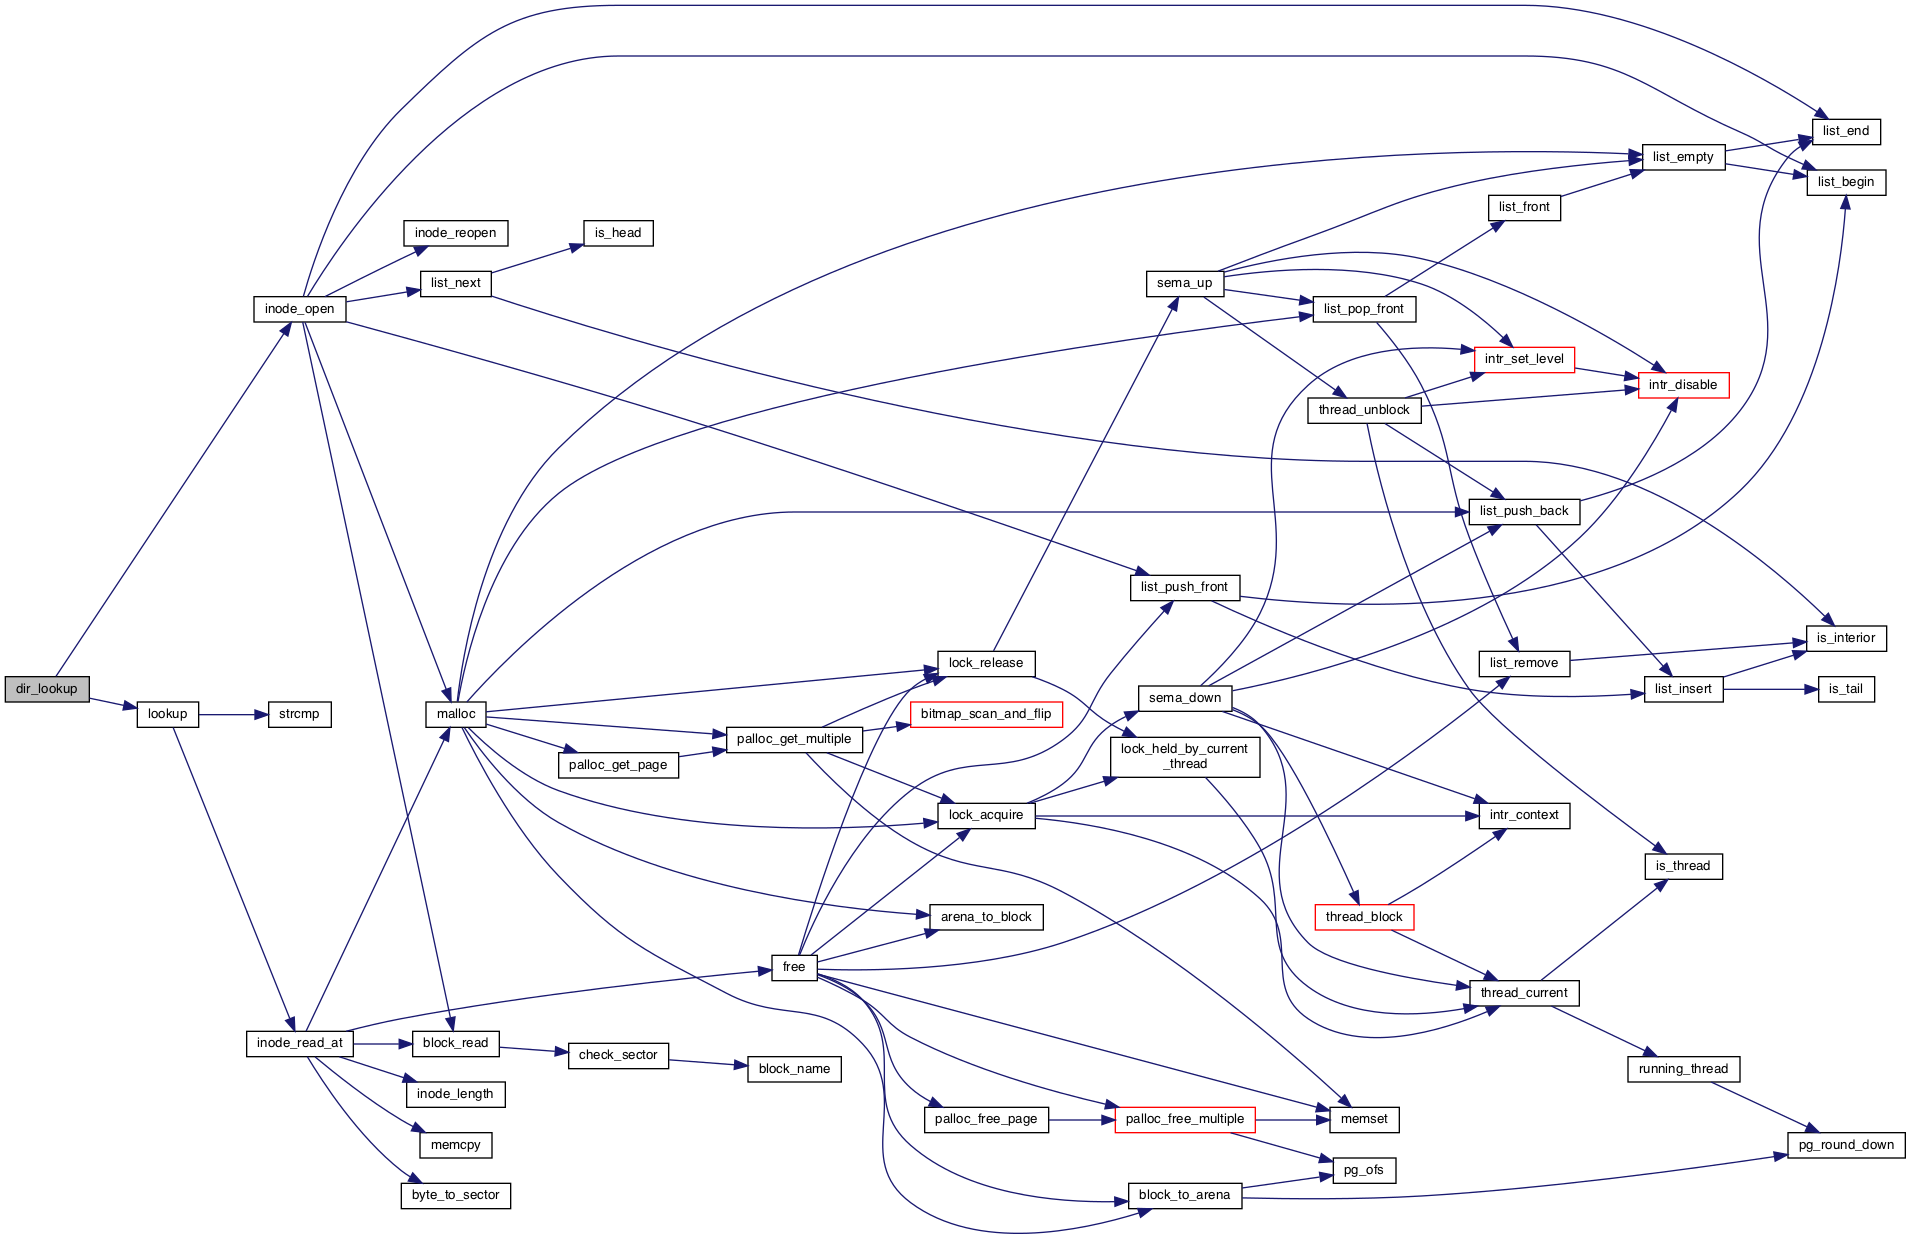 list_end
list_empty
list_begin
list_front
inode_reopen
is_head
list_next
sema_up
inode_open
list_pop_front
intr_set_level
intr_disable
thread_unblock
list_push_back
list_push_front
is_interior
lock_release
list_remove
dir_lookup
sema_down
list_insert
is_tail
lookup
strcmp
malloc
bitmap_scan_and_flip
palloc_get_multiple
lock_held_by_current
_thread
palloc_get_page
lock_acquire
intr_context
is_thread
arena_to_block
thread_block
free
thread_current
inode_read_at
block_read
check_sector
block_name
running_thread
inode_length
palloc_free_page
palloc_free_multiple
memset
memcpy
pg_round_down
pg_ofs
byte_to_sector
block_to_arena